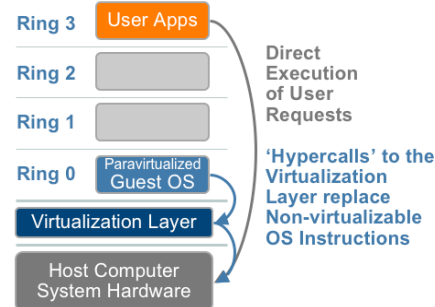 Ring 3
User Apps
Ring 2
Ring 1
Ring 0
Paravirtualized
Guest OS
Virtualization Layer
Host Computer
System Hardware
Direct
Execution
of User
Requests
‘Hypercalls’ to the
Virtualization
Layer replace
Non-virtualizable
OS Instructions